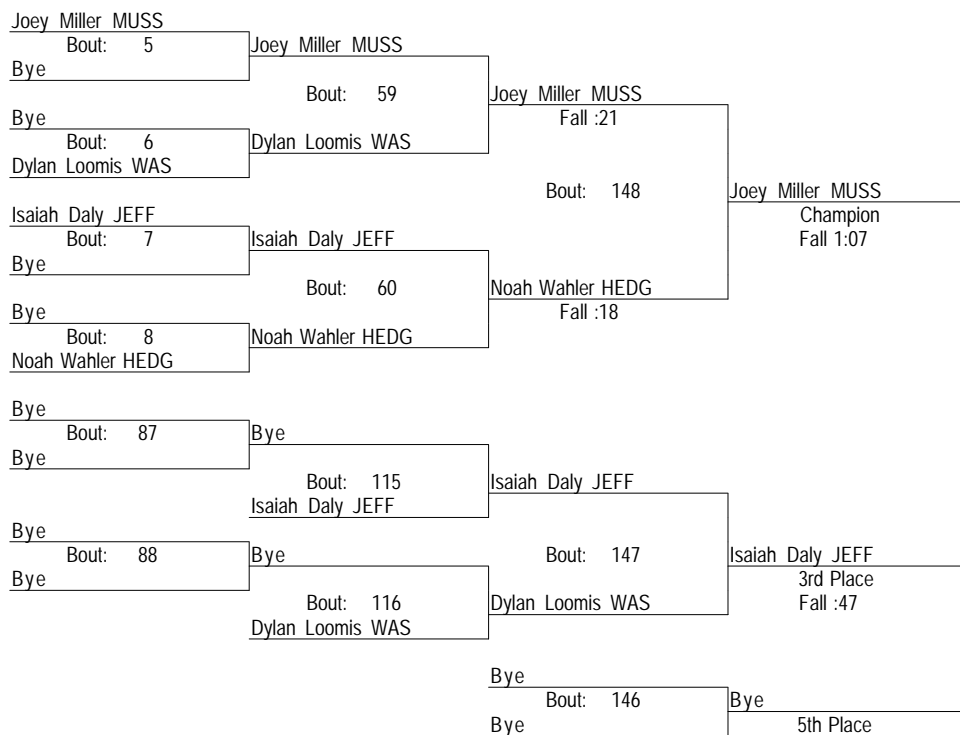 Joey Miller MUSS
Bout: 5
Joey Miller MUSS
Bye
Bout: 59
Joey Miller MUSS
Bye
Fall :21
Bout: 6
Dylan Loomis WAS
Dylan Loomis WAS
Bout: 148
Joey Miller MUSS
Isaiah Daly JEFF
Champion
Bout: 7
Isaiah Daly JEFF
Fall 1:07
Bye
Bout: 60
Noah Wahler HEDG
Bye
Fall :18
Bout: 8
Noah Wahler HEDG
Noah Wahler HEDG
Bye
Bout: 87
Bye
Bye
Bout: 115
Isaiah Daly JEFF
Isaiah Daly JEFF
Bye
Bout: 88
Bye
Bout: 147
Isaiah Daly JEFF
Bye
3rd Place
Bout: 116
Dylan Loomis WAS
Fall :47
Dylan Loomis WAS
Bye
Bout: 146
Bye
Bye
5th Place